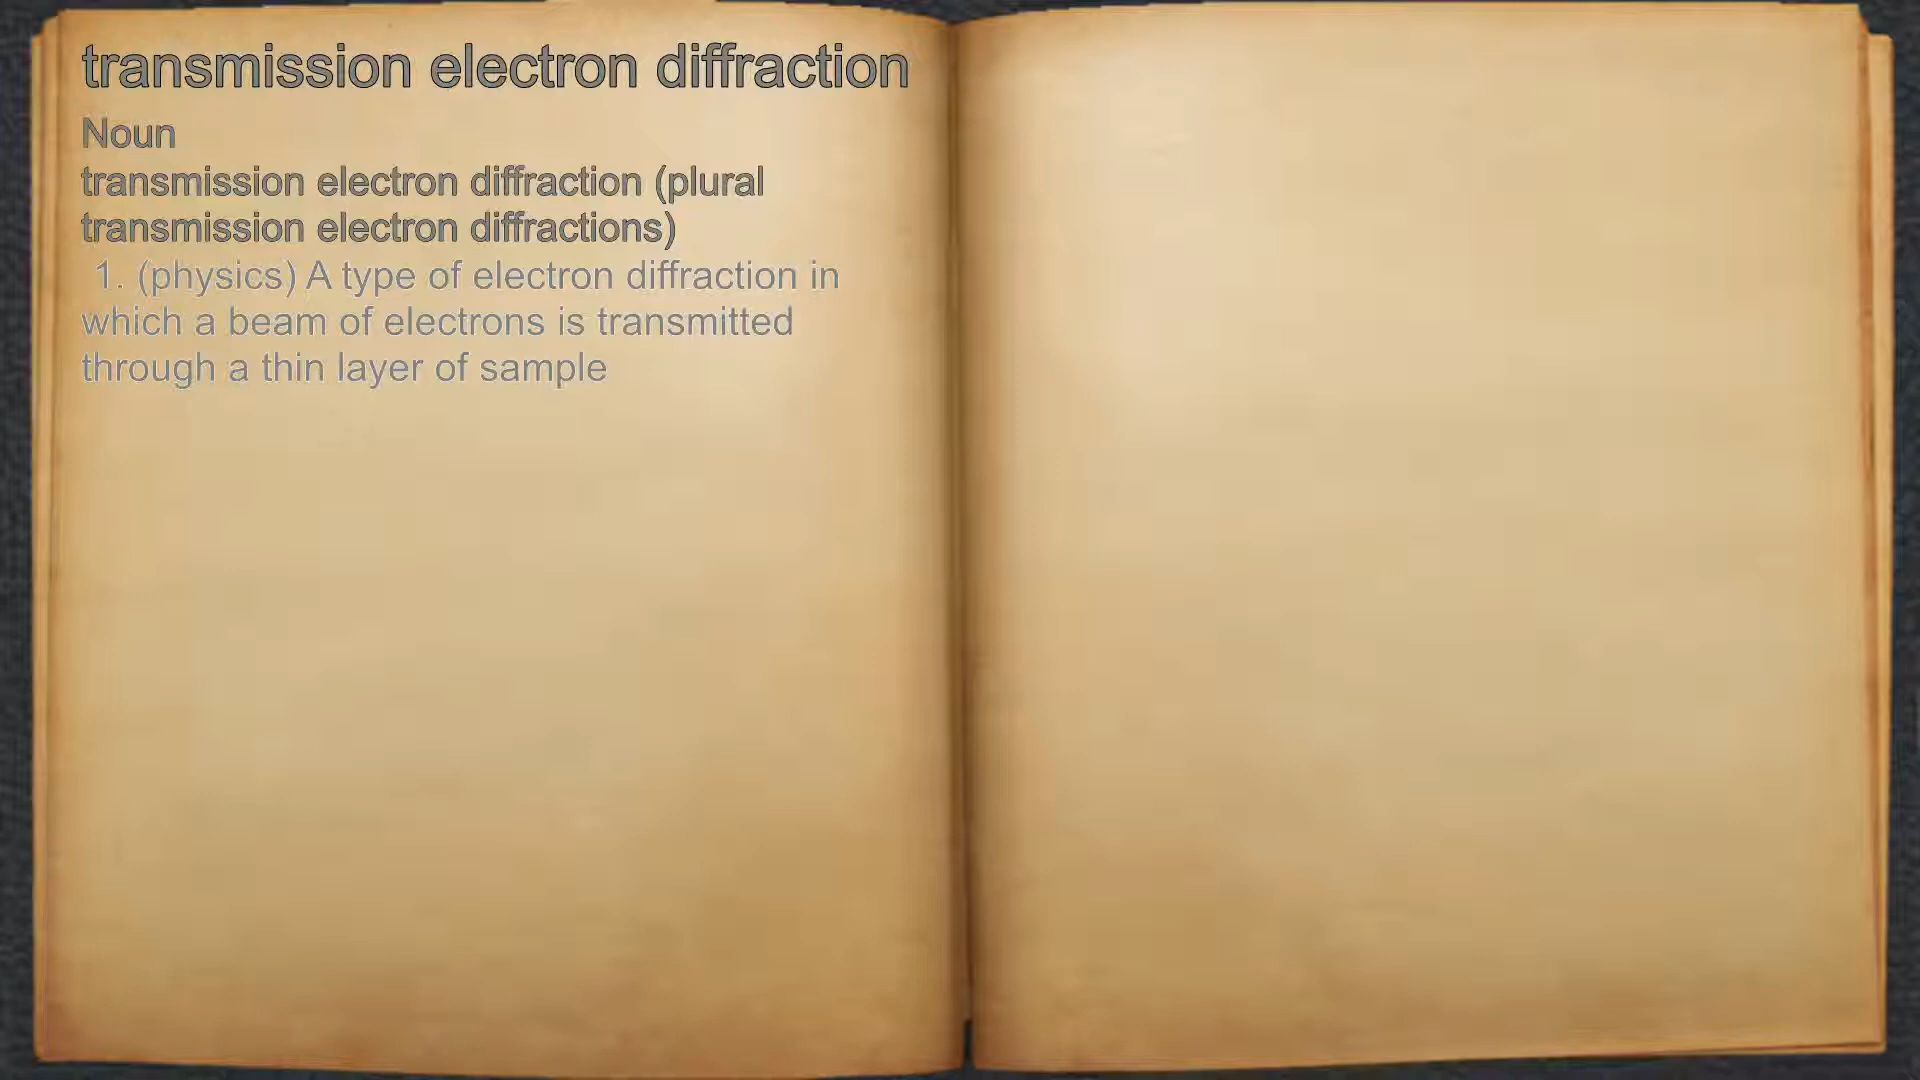 transmission electron diffraction
Noun
transmission electron diffraction (plural
transmission electron diffractions)
1. (physics) A type of electron diffraction in
which a beam of electrons is transmitted
through a thin layer of sample